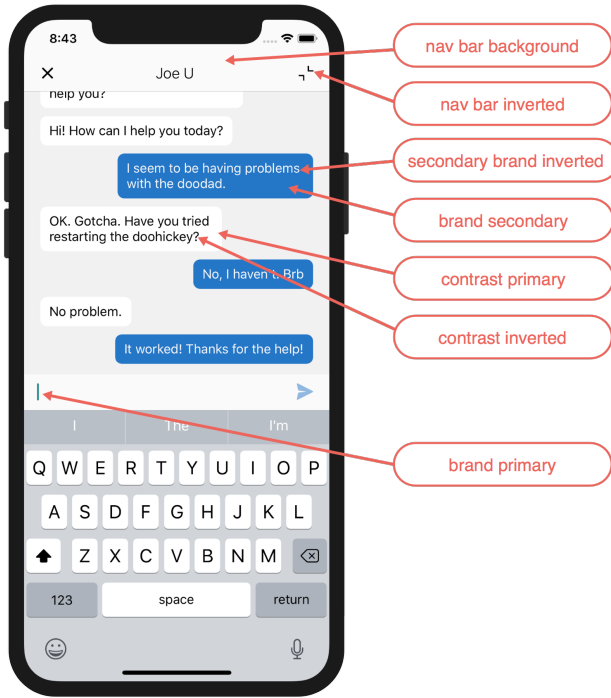 8:43
Joe U
nav bar background
nav bar inverted
help you?
Hi! How can I help you today?
I seem to be having problems
with the doodad.
secondary brand inverted
brand secondary
OK. Gotcha. Have you tried
restarting the doohickey?
contrast primary
No, I haven't. Brb
contrast inverted
No problem.
It worked! Thanks for the help!
I The I'm
brand primary
Q W E R T Y U I O P
A S D F G H J K L
Z X C V B N M
123 space return